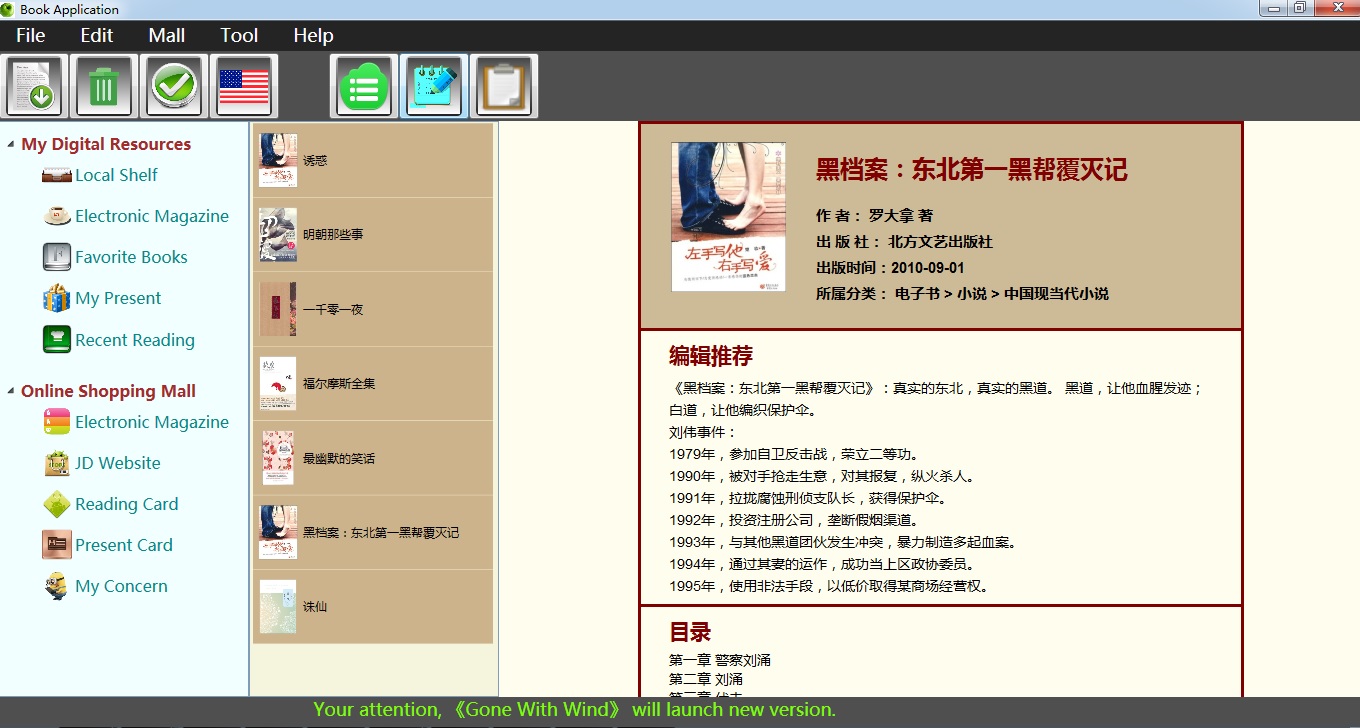 Book Application
File Edit Mall Tool Help
My Digital Resources
Local Shelf
Electronic Magazine
Favorite Books
My Present
Recent Reading
Online Shopping Mall
Electronic Magazine
JD Website
Reading Card
Present Card
My Concern
诱惑
明朝那些事
一千零一夜
福尔摩斯全集
最幽默的笑话
黑档案：东北第一黑帮覆灭记
诛仙
左手写他
右手写爱
黑档案：东北第一黑帮覆灭记
作 者： 罗大拿 著
出 版 社： 北方文艺出版社
出版时间：2010-09-01
所属分类： 电子书 > 小说 > 中国现当代小说
编辑推荐
《黑档案：东北第一黑帮覆灭记》：真实的东北，真实的黑道。 黑道，让他血腥发迹；
白道，让他编织保护伞。
刘伟事件：
1979年，参加自卫反击战，荣立二等功。
1990年，被对手抢走生意，对其报复，纵火杀人。
1991年，拉拢腐蚀刑侦支队长，获得保护伞。
1992年，投资注册公司，垄断假烟渠道。
1993年，与其他黑道团伙发生冲突，暴力制造多起血案。
1994年，通过其妻的运作，成功当上区政协委员。
1995年，使用非法手段，以低价取得某商场经营权。
目录
第一章 警察刘涌
第二章 刘涌
Your attention, 《Gone With Wind》 will launch new version.